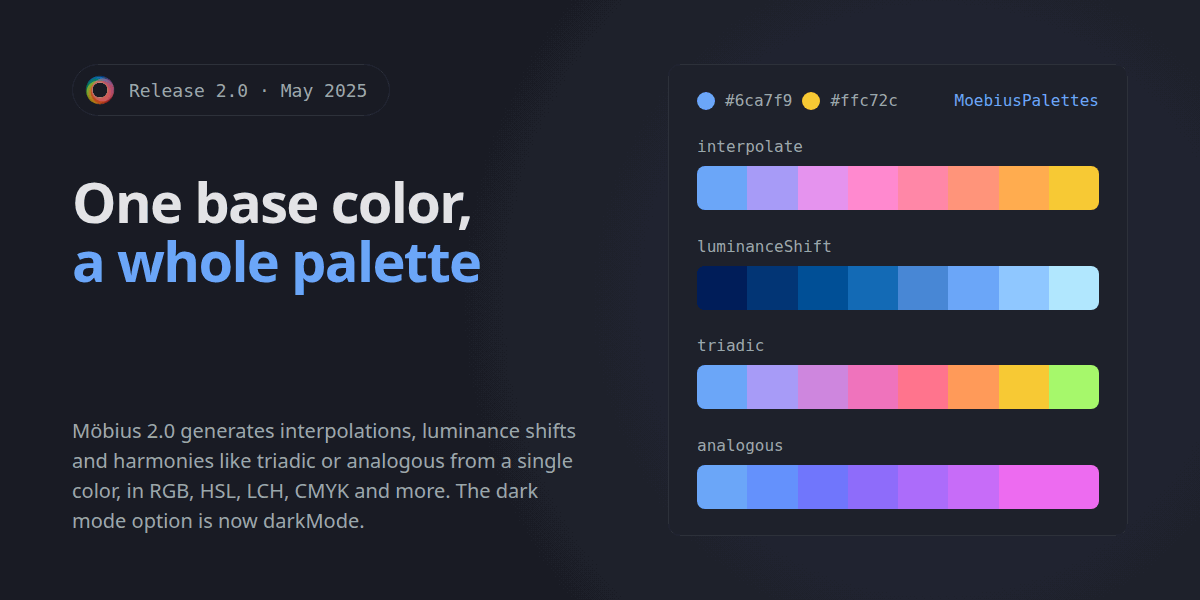 Release 2.0 · May 2025
One base color,
a whole palette
Möbius 2.0 generates interpolations, luminance shifts
and harmonies like triadic or analogous from a single
color, in RGB, HSL, LCH, CMYK and more. The dark
mode option is now darkMode.
#6ca7f9 #ffc72c MoebiusPalettes
interpolate
luminanceShift
triadic
analogous